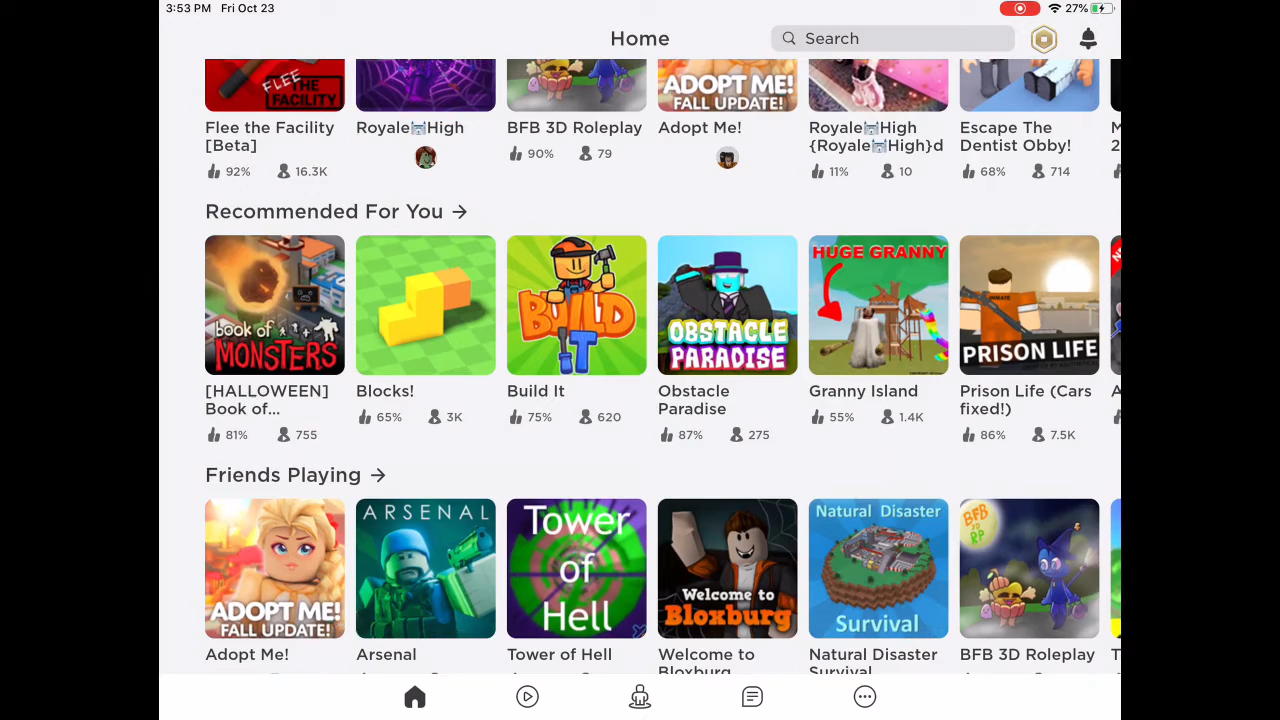 3:53 PM Fri Oct 23
27%
Home
Search
FLEE
THE
FACILITY
ADOPT ME!
FALL UPDATE!
Flee the Facility
[Beta]
92% 16.3K
Royale🏰High
BFB 3D Roleplay
90% 79
Adopt Me!
Royale🏰High
{Royale🏰High}d
11% 10
Escape The
Dentist Obby!
68% 714
M
2
Recommended For You →
book of
MONSTERS
[HALLOWEEN]
Book of...
81% 755
Blocks!
65% 3K
BUILD
IT
Build It
75% 620
OBSTACLE
PARADISE
Obstacle
Paradise
87% 275
HUGE GRANNY
Granny Island
55% 1.4K
INMATE
PRISON LIFE
Prison Life (Cars
fixed!)
86% 7.5K
A
Friends Playing →
ADOPT ME!
FALL UPDATE!
Adopt Me!
ARSENAL
Arsenal
Tower
of
Hell
Tower of Hell
Welcome to
Bloxburg
Welcome to
Bloxburg
Natural Disaster
Survival
Natural Disaster
Survival
BFB
3D
RP
BFB 3D Roleplay
T